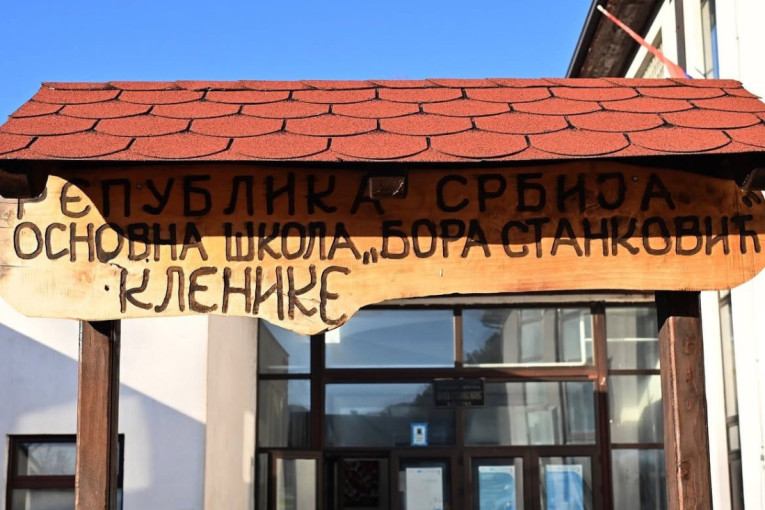 РЕПУБЛИКА СРБИЈА
ОСНОВНА ШКОЛА „БОРА СТАНКОВИЋ"
КЛЕНИКЕ